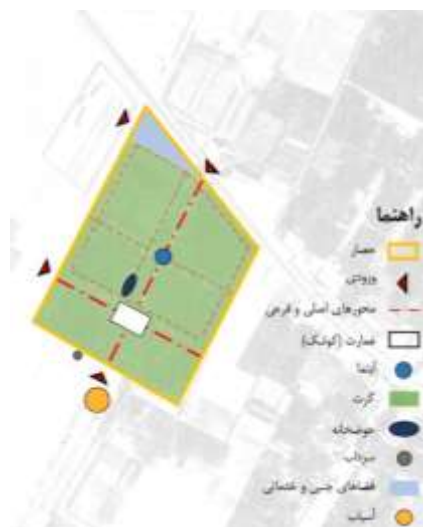 راهنما
حصار
ورودی
محورهای اصلی و فرعی
عمارت (کوشک)
آبنما
کرت
حوضخانه
سرداب
فضاهای جنبی و خدماتی
آسیاب